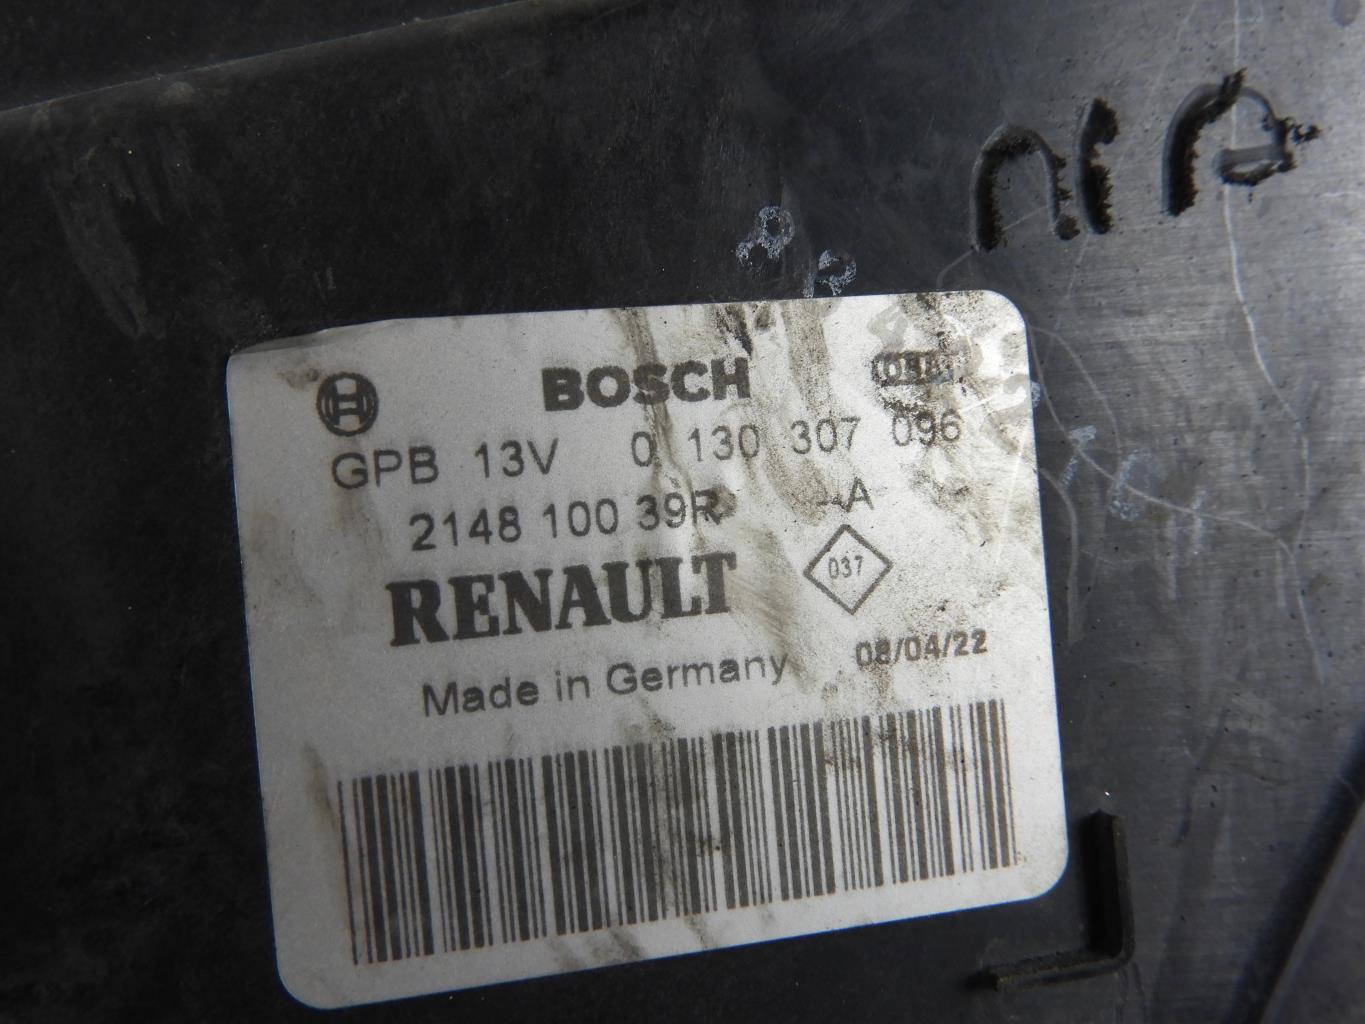 BOSCH
GPB 13V 0 130 307 096
2148 100 39R --A
RENAULT
037
Made in Germany 08/04/22